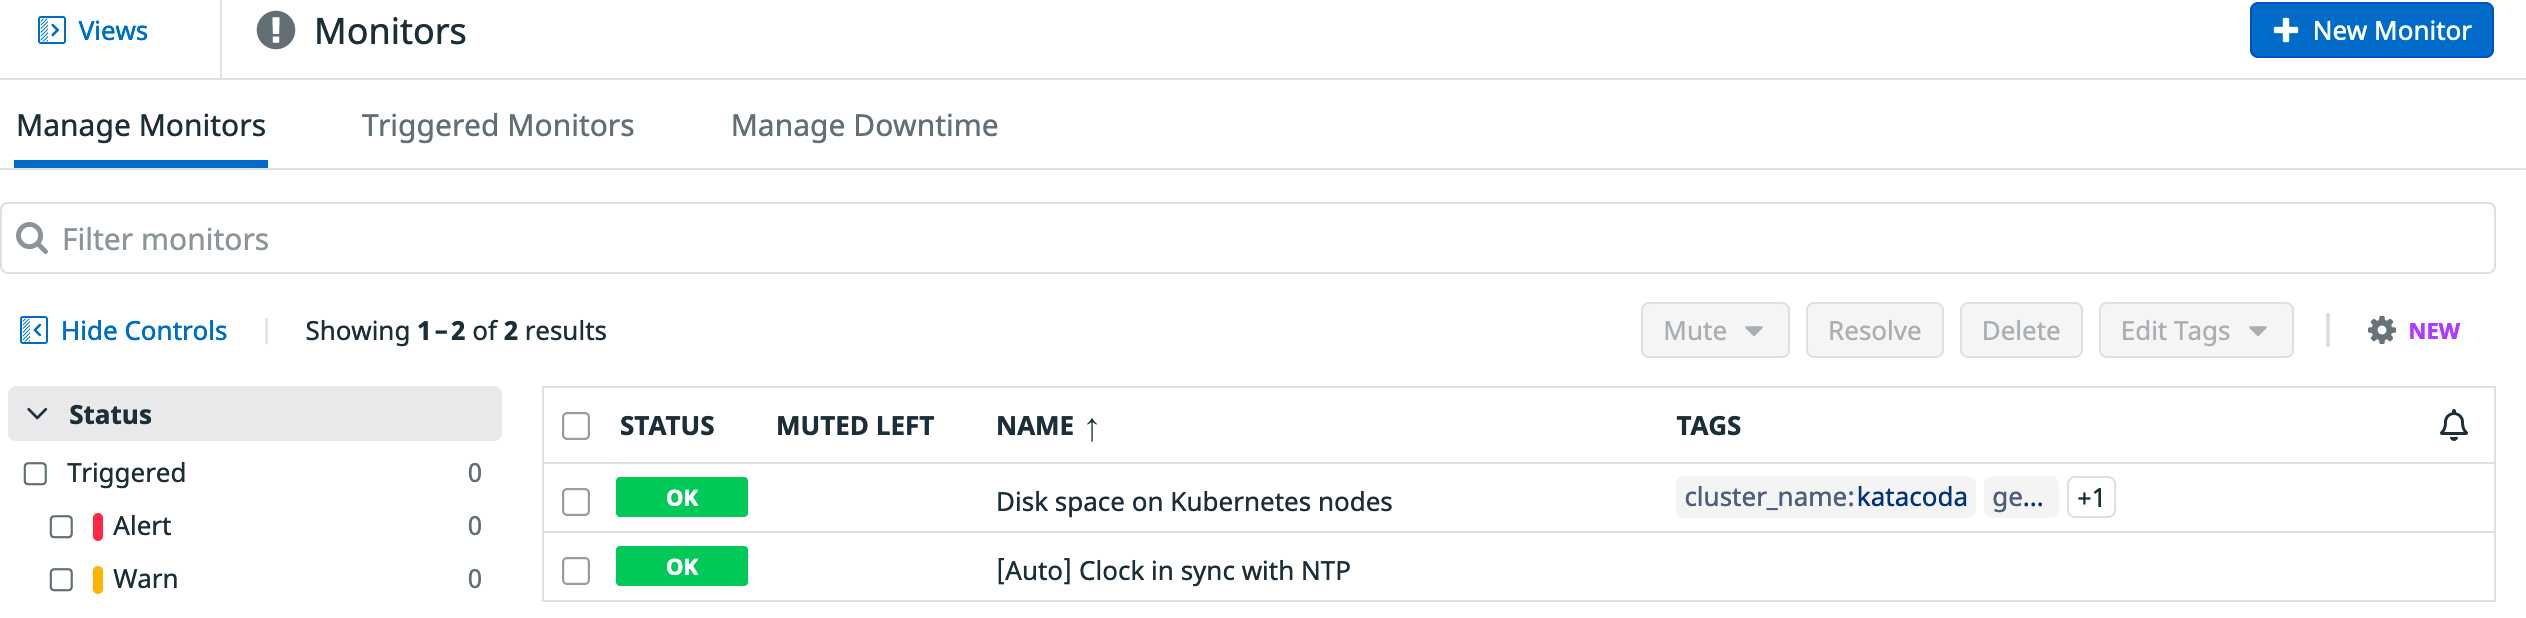 Views
Monitors
New Monitor
Manage Monitors
Triggered Monitors
Manage Downtime
Filter monitors
Hide Controls
Showing 1–2 of 2 results
Mute
Resolve
Delete
Edit Tags
NEW
Status
Triggered 0
Alert 0
Warn 0
STATUS MUTED LEFT NAME ↑ TAGS
OK Disk space on Kubernetes nodes cluster_name:katacoda ge... +1
OK [Auto] Clock in sync with NTP